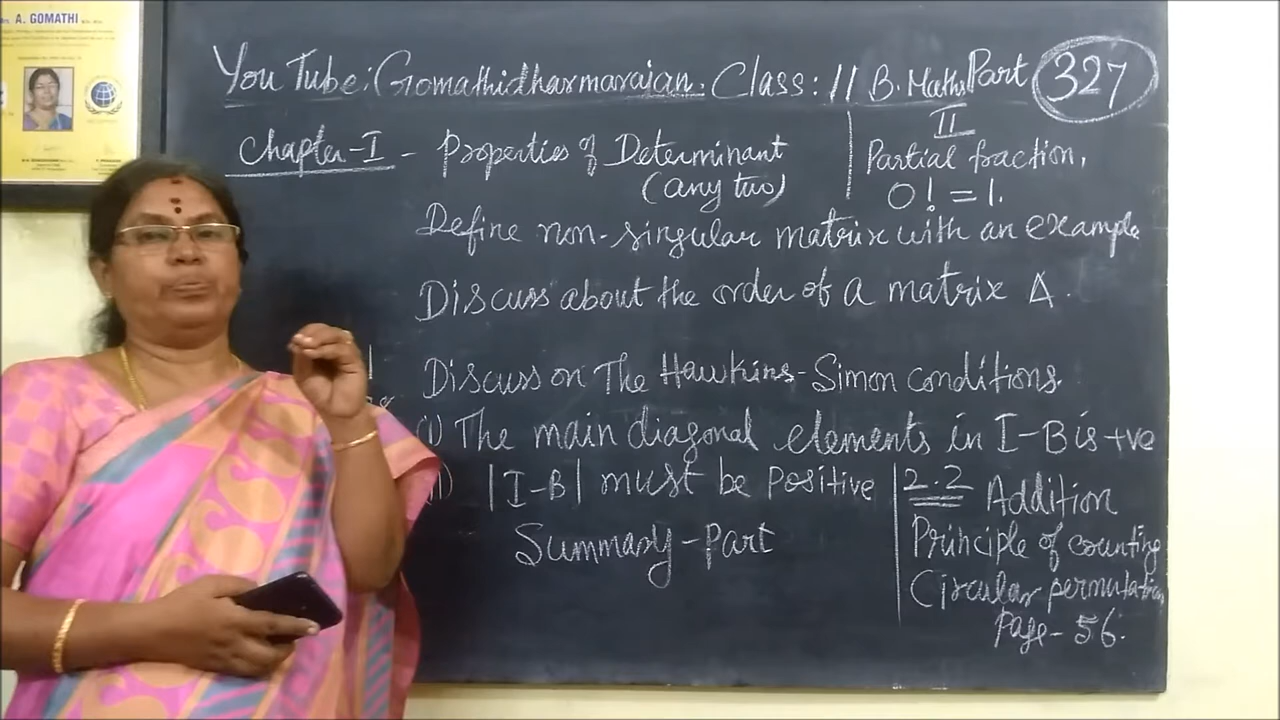 A. GOMATHI
YouTube: Gomathidharmarajan. Class: 11 B. Maths Part 327
Chapter-I - Properties of Determinant
(any two)
II
Partial fraction,
0! = 1.
Define non-singular matrix with an example
Discuss about the order of a matrix A.
Discuss on The Hawkins-Simon conditions.
(i) The main diagonal elements in I-B is +ve
|I-B| must be positive
Summary-Part
2.2 Addition
Principle of counting
Circular permutation
Page-56.